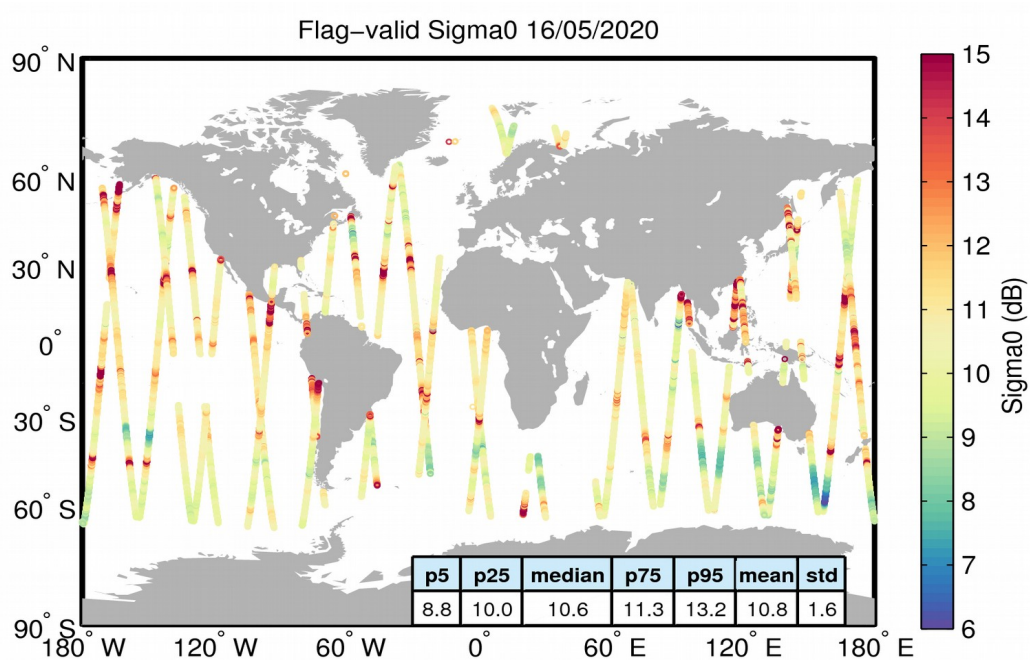 Flag−valid Sigma0 16/05/2020
90° N
60° N
30° N
0°
30° S
60° S
90° S
180° W
120° W
60° W
0°
60° E
120° E
180° E
p5 p25 median p75 p95 mean std
8.8 10.0 10.6 11.3 13.2 10.8 1.6
15
14
13
12
11
10
9
8
7
6
Sigma0 (dB)